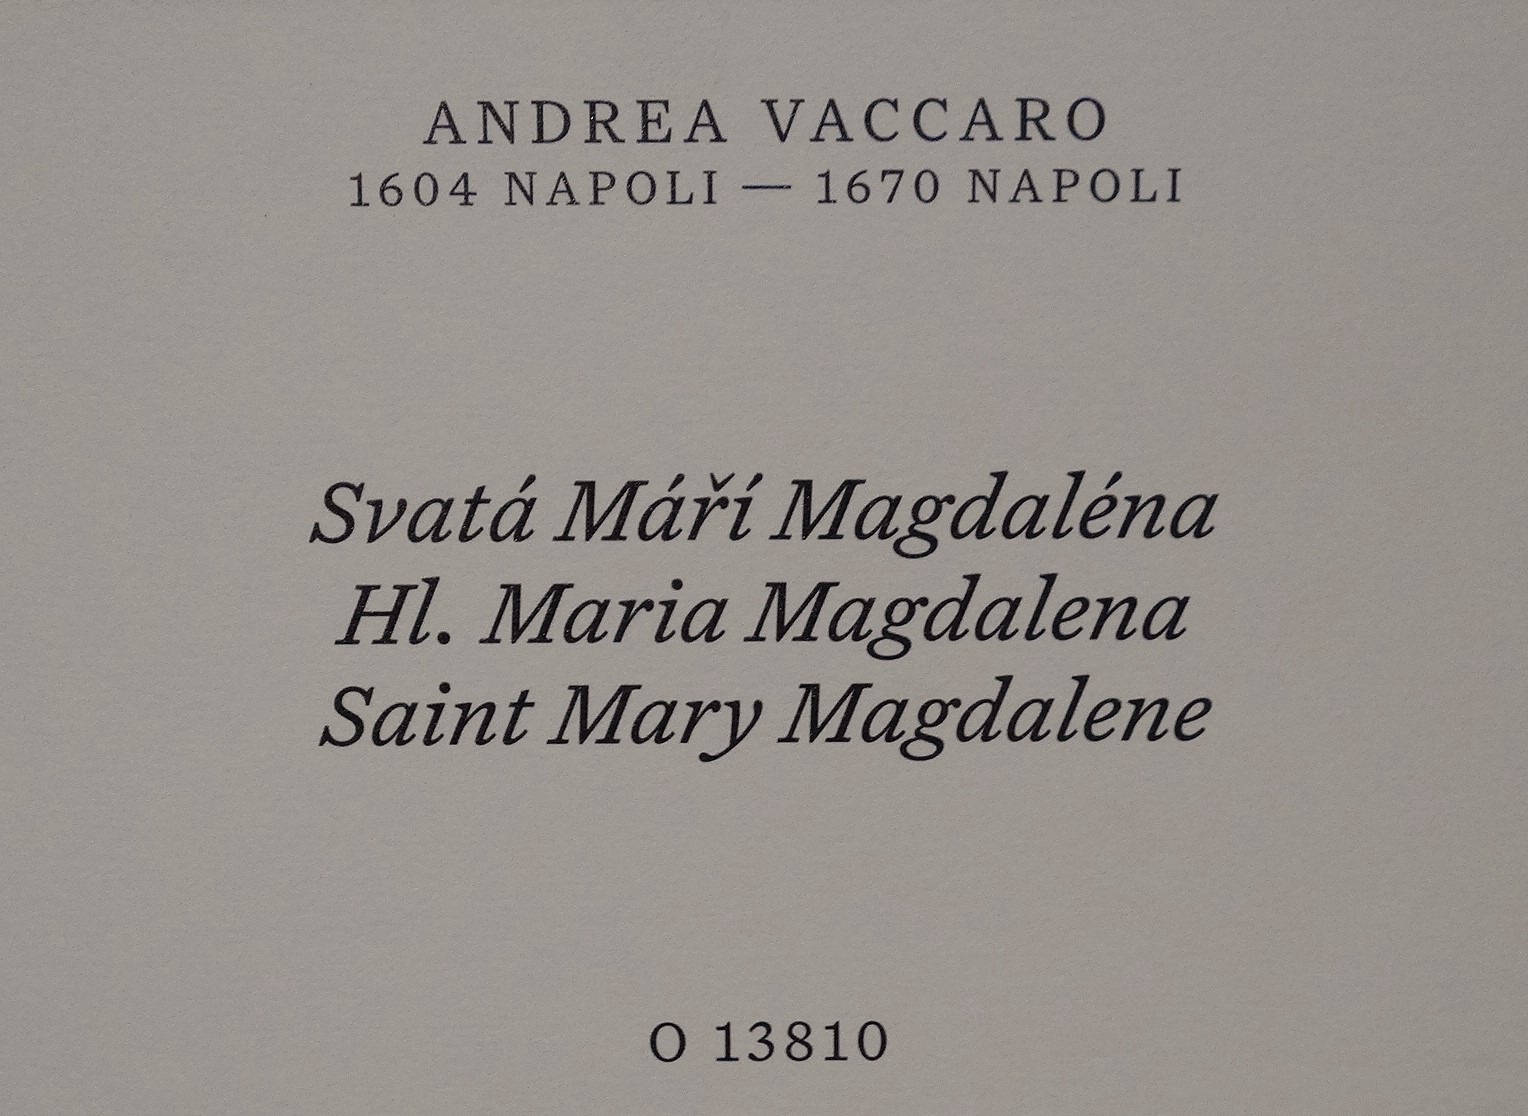 ANDREA VACCARO
1604 NAPOLI — 1670 NAPOLI
Svatá Máří Magdaléna
Hl. Maria Magdalena
Saint Mary Magdalene
O 13810